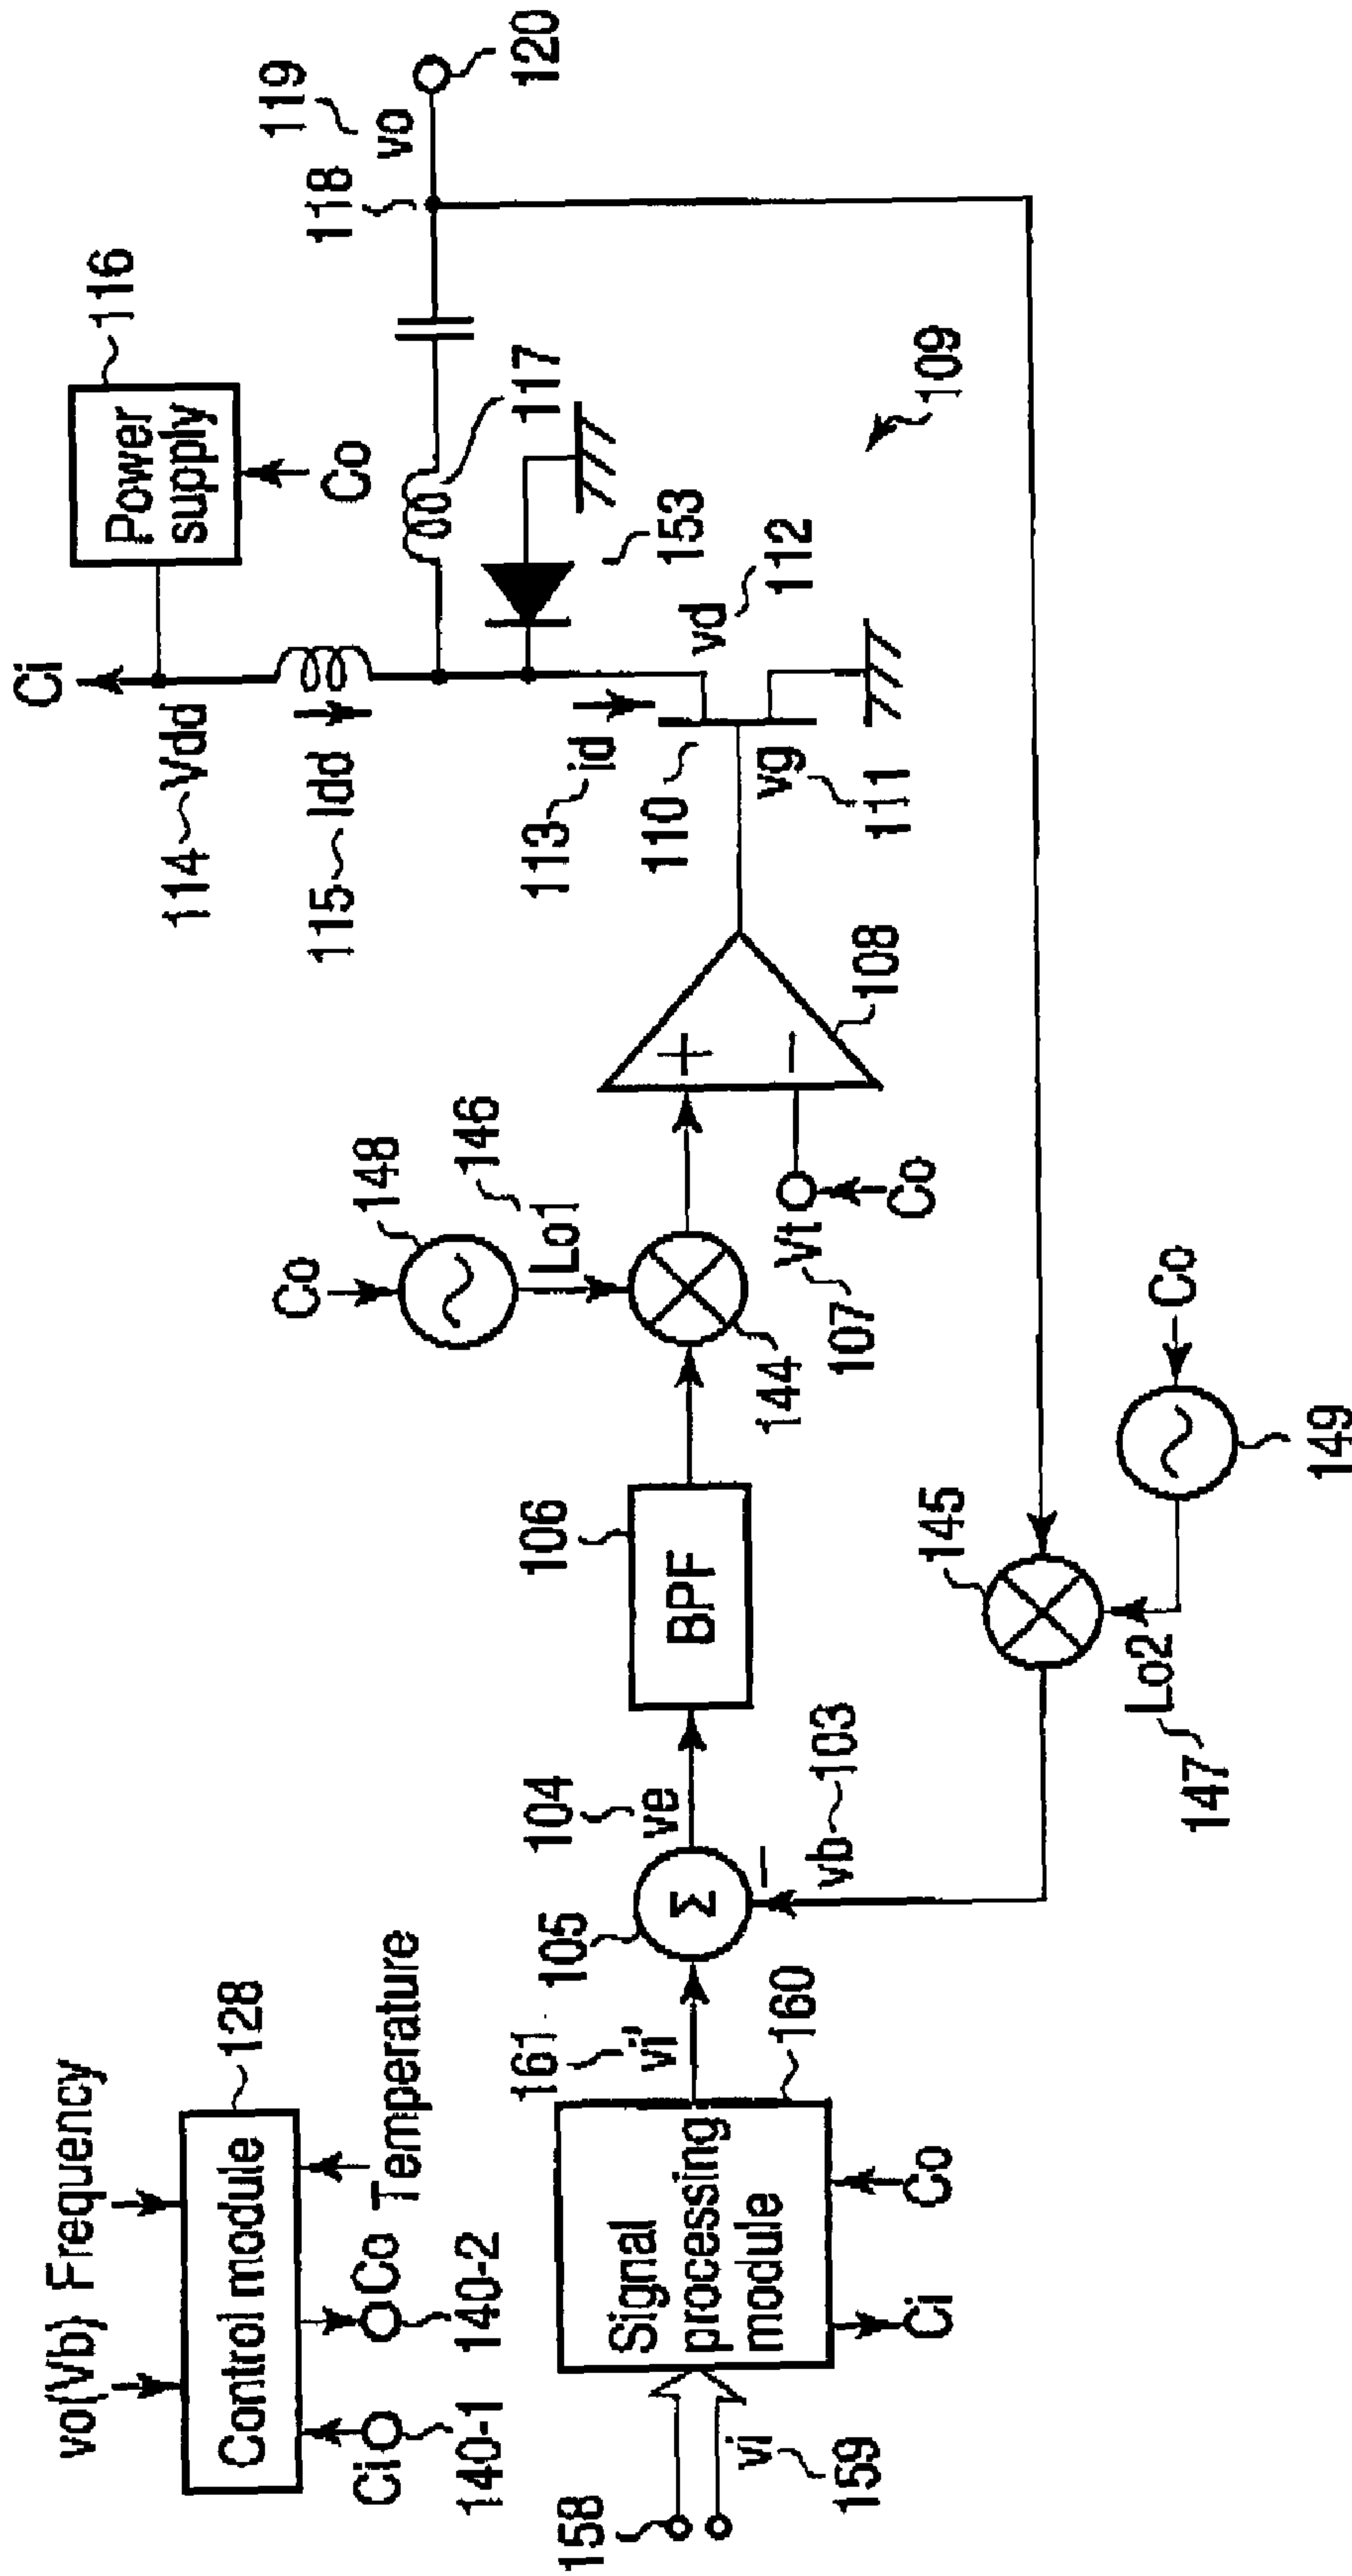 vo(Vb) Frequency
Control module
128
Ci
140-1
Co
140-2
Temperature
158
vi
159
Signal
processing
module
160
Ci
Co
161
vi'
105
Σ
−
vb
103
104
ve
106
BPF
Co
148
Lo1
146
144
Vt
107
Co
+
−
108
Ci
114
Vdd
115
Idd
Power
supply
116
Co
113
id
110
vg
111
vd
112
153
117
118
vo
119
120
109
145
Lo2
147
Co
149